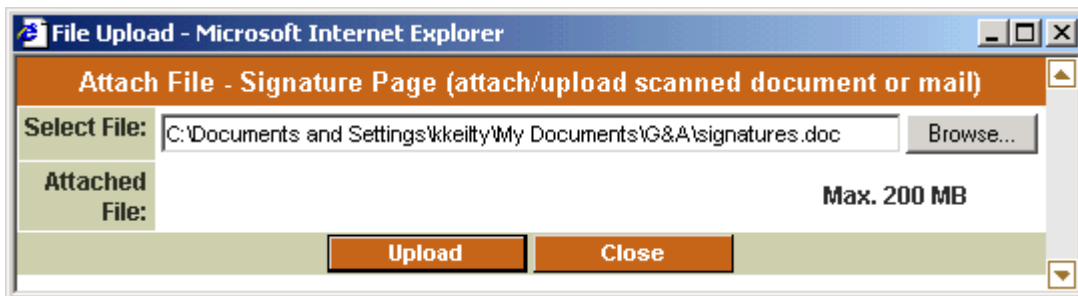 File Upload - Microsoft Internet Explorer
Attach File - Signature Page (attach/upload scanned document or mail)
Select File: C:\Documents and Settings\kkeilty\My Documents\G&A\signatures.doc Browse...
Attached File: Max. 200 MB
Upload Close